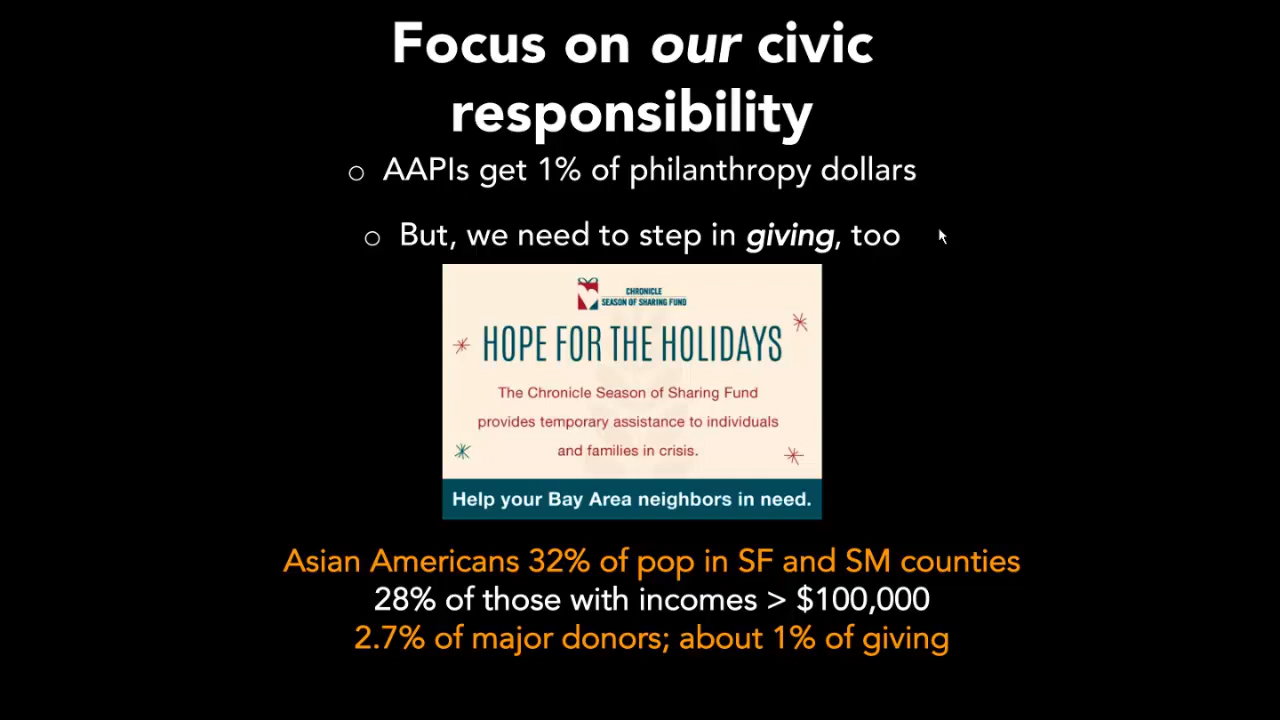 Focus on our civic
responsibility
○ AAPIs get 1% of philanthropy dollars
○ But, we need to step in giving, too
CHRONICLE
SEASON OF SHARING FUND
HOPE FOR THE HOLIDAYS
The Chronicle Season of Sharing Fund
provides temporary assistance to individuals
and families in crisis.
Help your Bay Area neighbors in need.
Asian Americans 32% of pop in SF and SM counties
28% of those with incomes > $100,000
2.7% of major donors; about 1% of giving